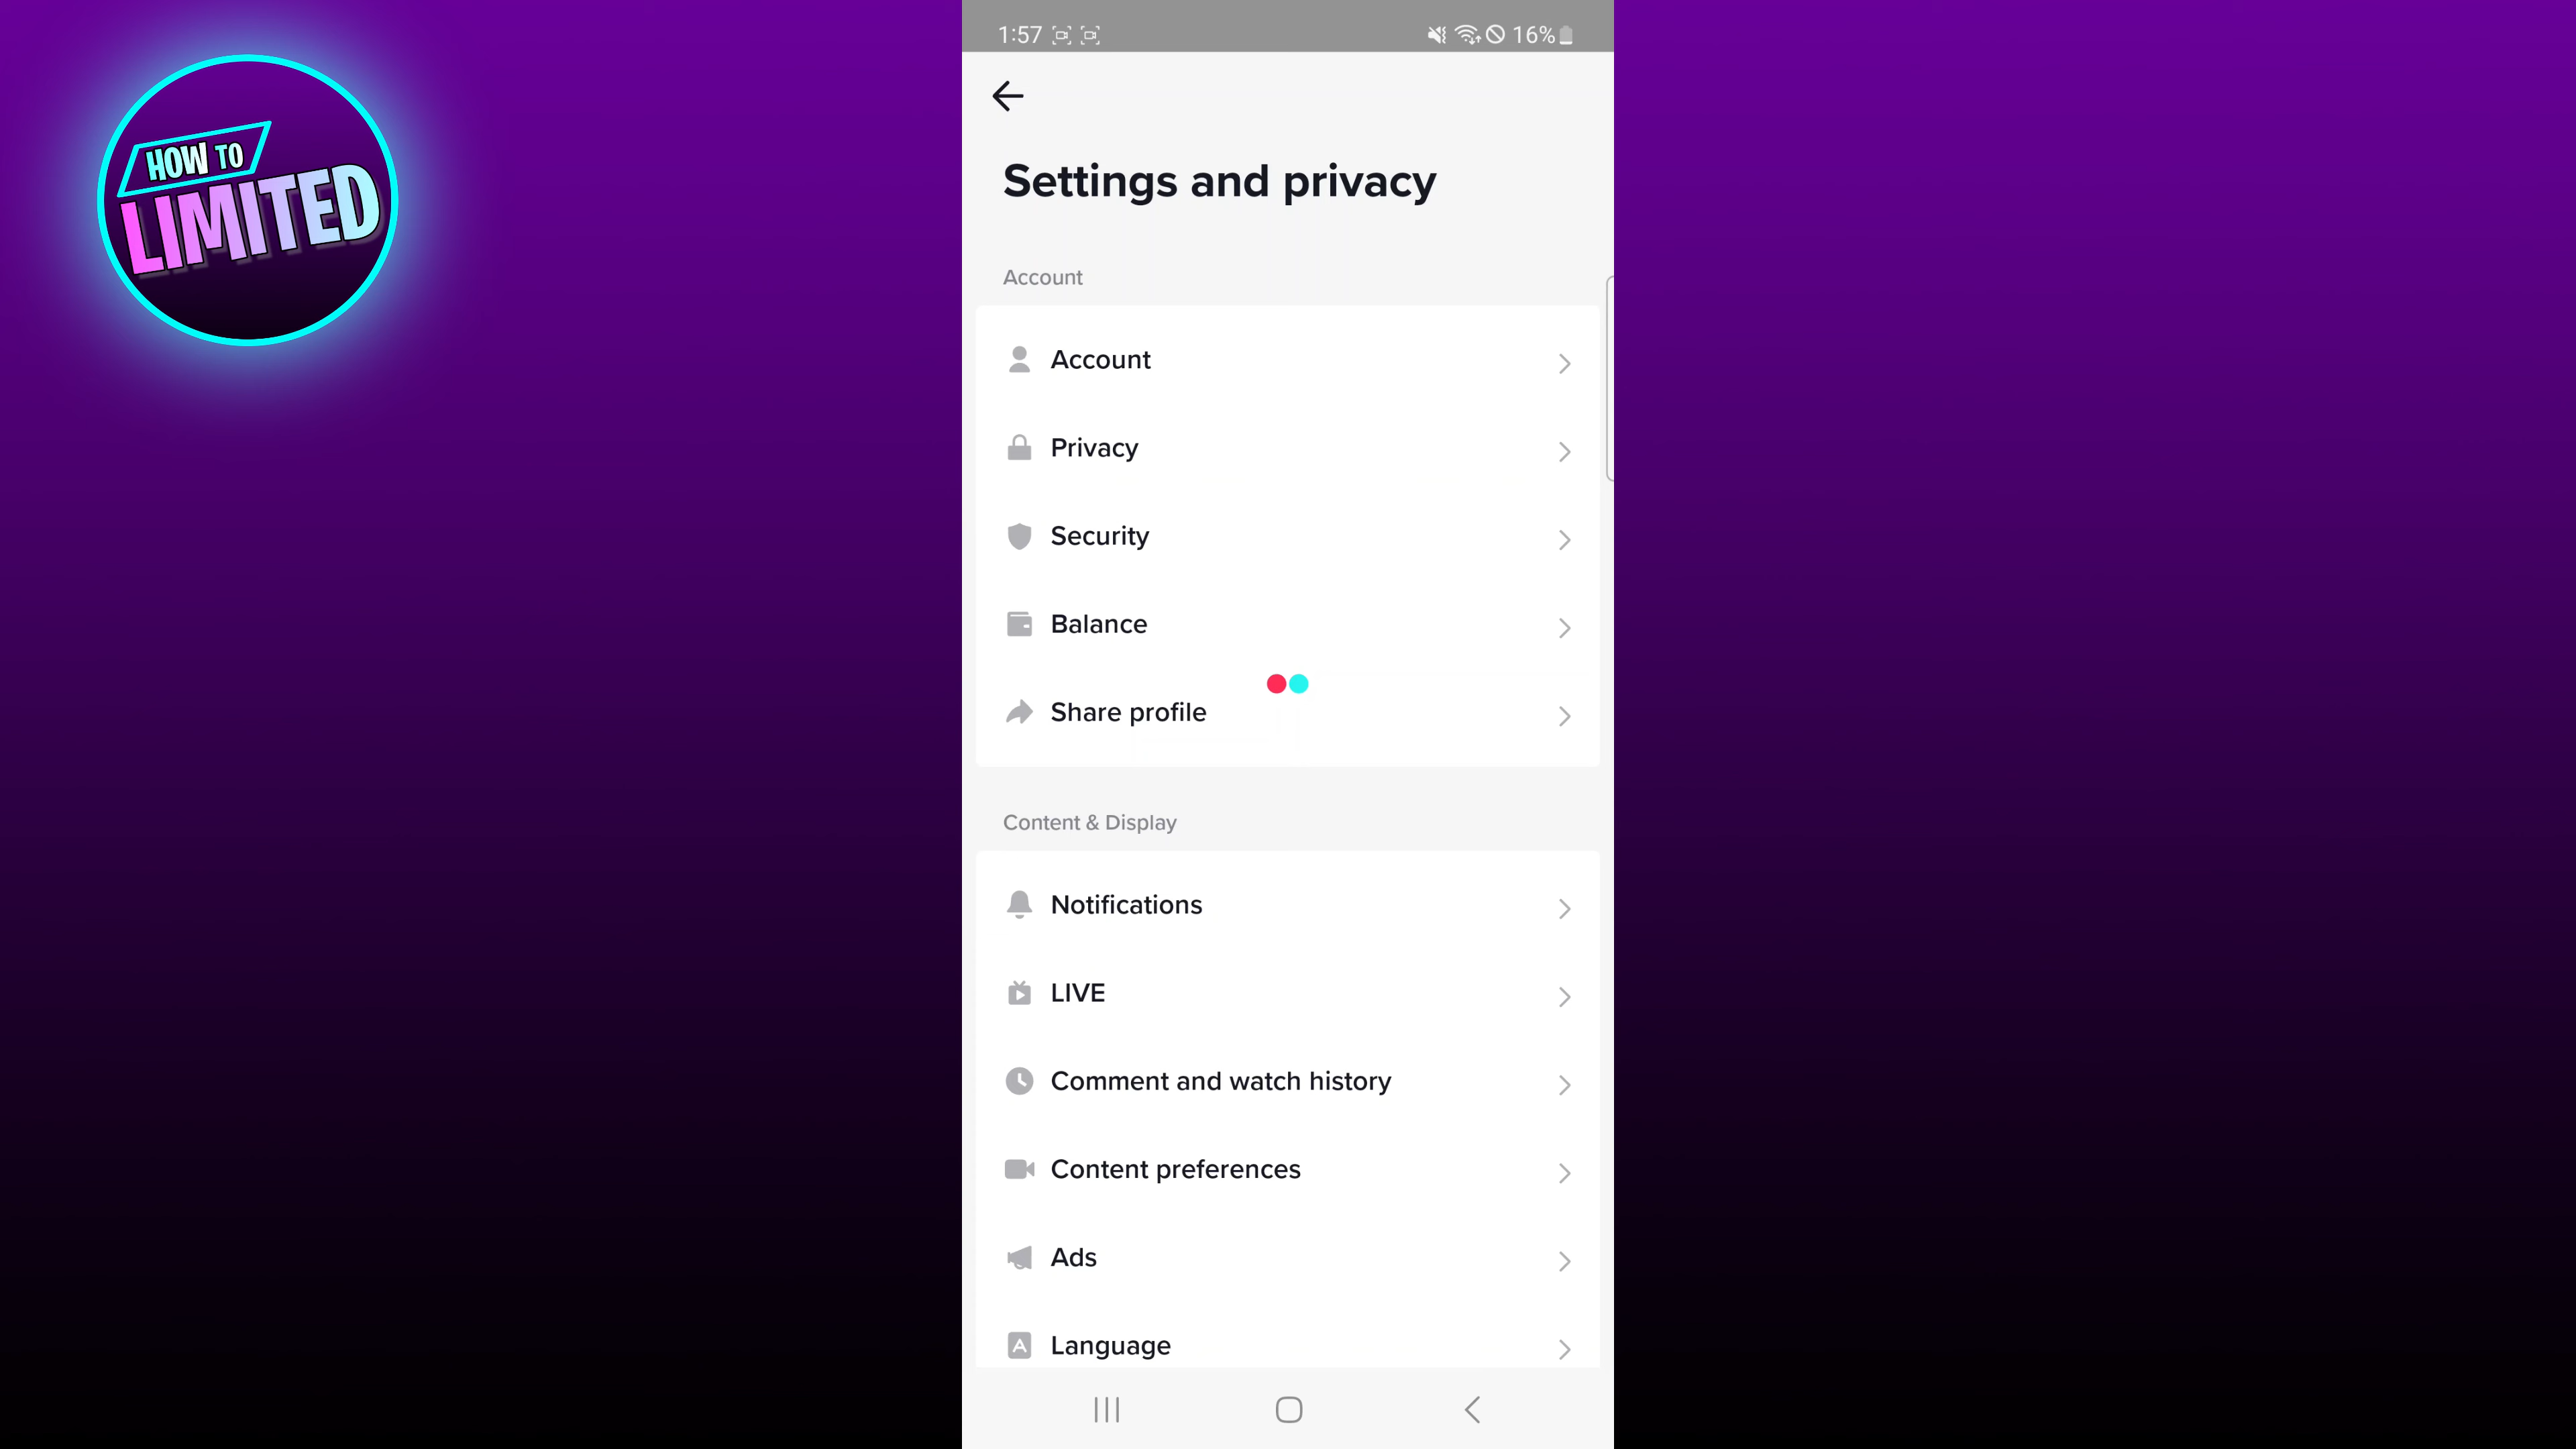 HOW TO
LIMITED
1:57
16%
Settings and privacy
Account
Account
Privacy
Security
Balance
Share profile
Content & Display
Notifications
LIVE
Comment and watch history
Content preferences
Ads
A Language